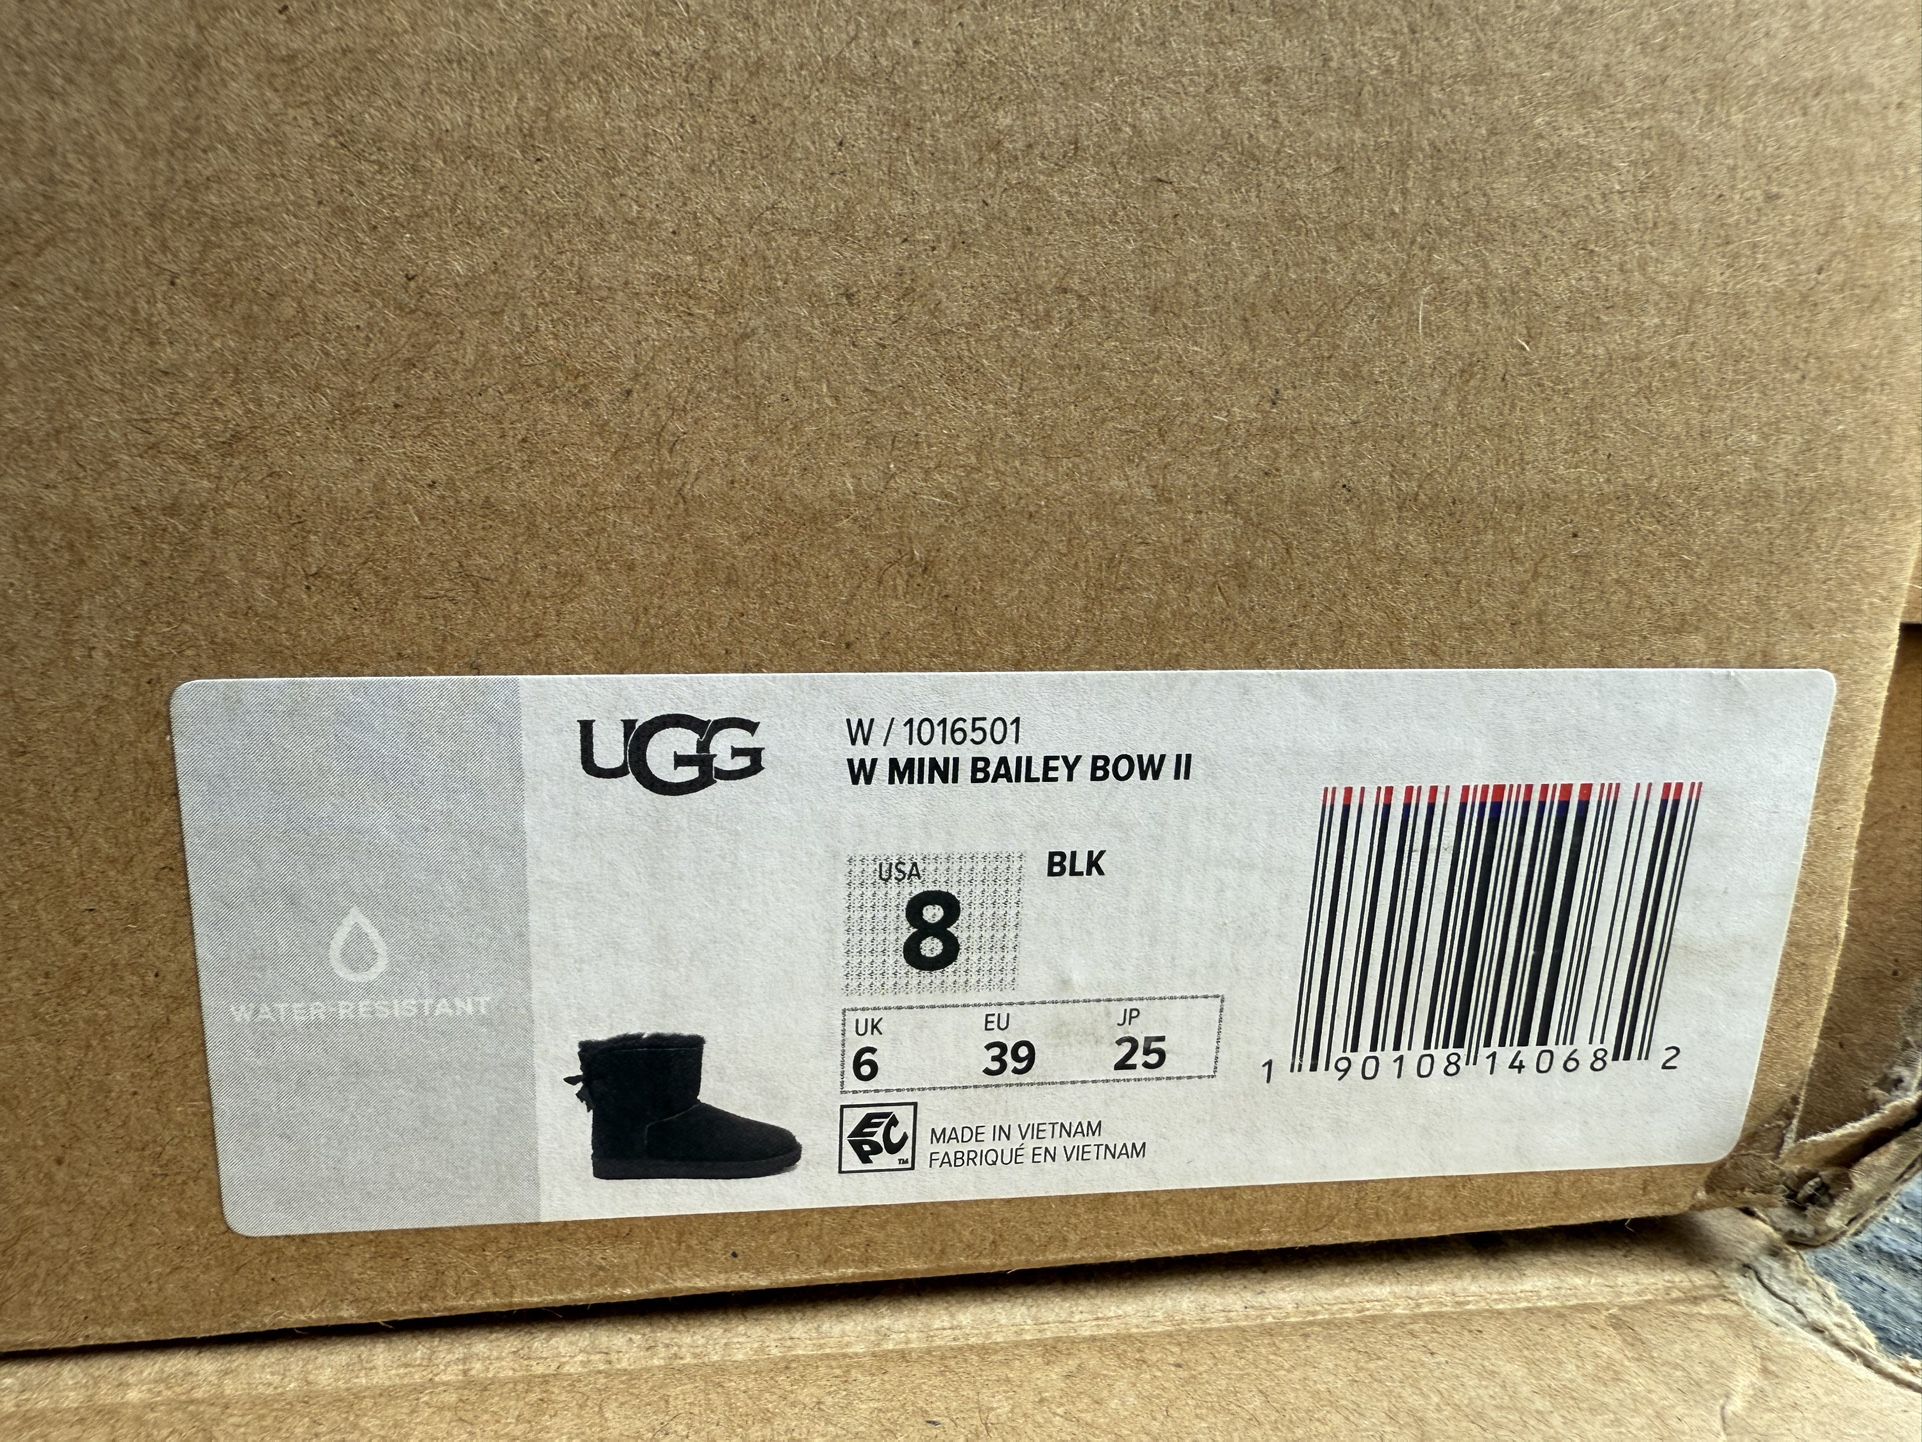 WATER-RESISTANT
UGG
W / 1016501
W MINI BAILEY BOW II
USA
8
BLK
UK
6
EU
39
JP
25
EPC
TM
MADE IN VIETNAM
FABRIQUÉ EN VIETNAM
1 90108 14068 2